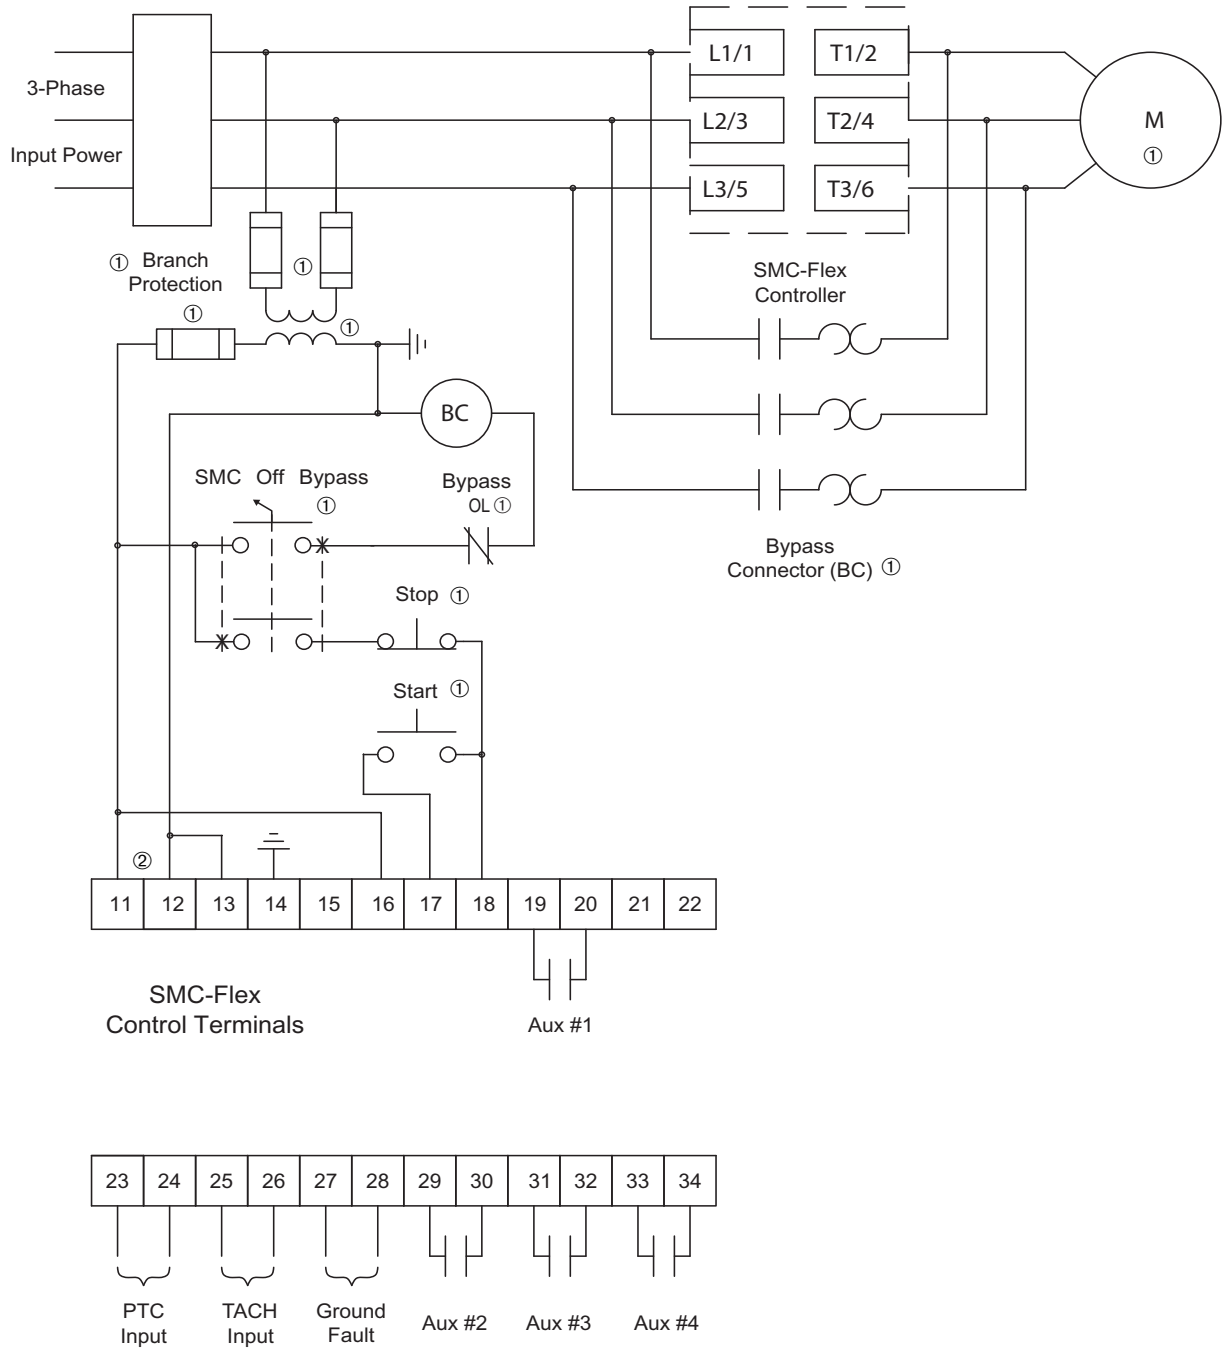 L1/1
T1/2
3-Phase
L2/3
T2/4
M
Input Power
①
L3/5
T3/6
① Branch
Protection
①
①
①
SMC-Flex
Controller
BC
SMC Off Bypass
①
Bypass
OL ①
Bypass
Connector (BC) ①
Stop ①
Start ①
②
11 12 13 14 15 16 17 18 19 20 21 22
SMC-Flex
Control Terminals
Aux #1
23 24 25 26 27 28 29 30 31 32 33 34
PTC
Input
TACH
Input
Ground
Fault
Aux #2
Aux #3
Aux #4